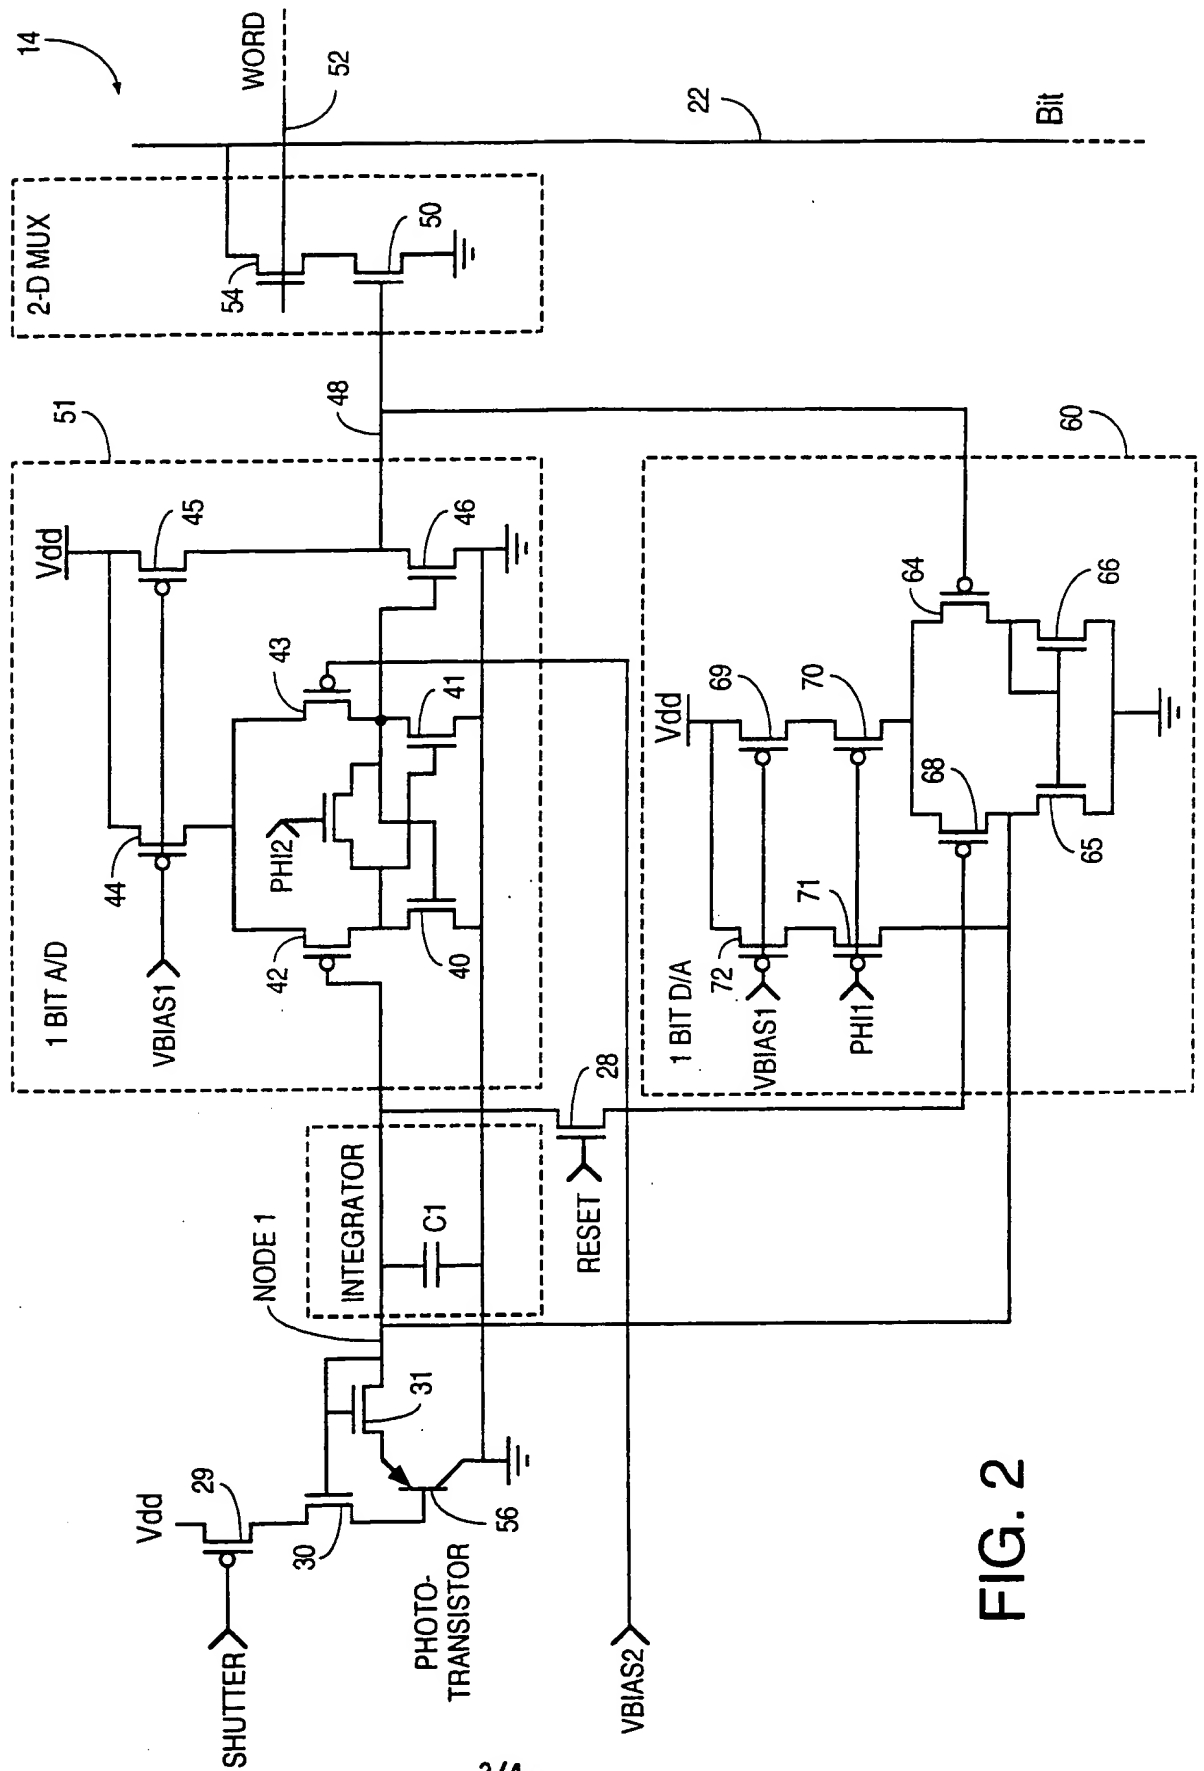 14
WORD
52
22
Bit
2-D MUX
54
50
48
51
1 BIT A/D
Vdd
45
44
VBIAS1
46
43
42
PHI2
41
40
60
1 BIT D/A
Vdd
69
70
64
66
68
65
71
72
VBIAS1
PHI1
28
RESET
INTEGRATOR
C1
NODE 1
31
Vdd
29
30
56
SHUTTER
PHOTO-
TRANSISTOR
VBIAS2
FIG. 2